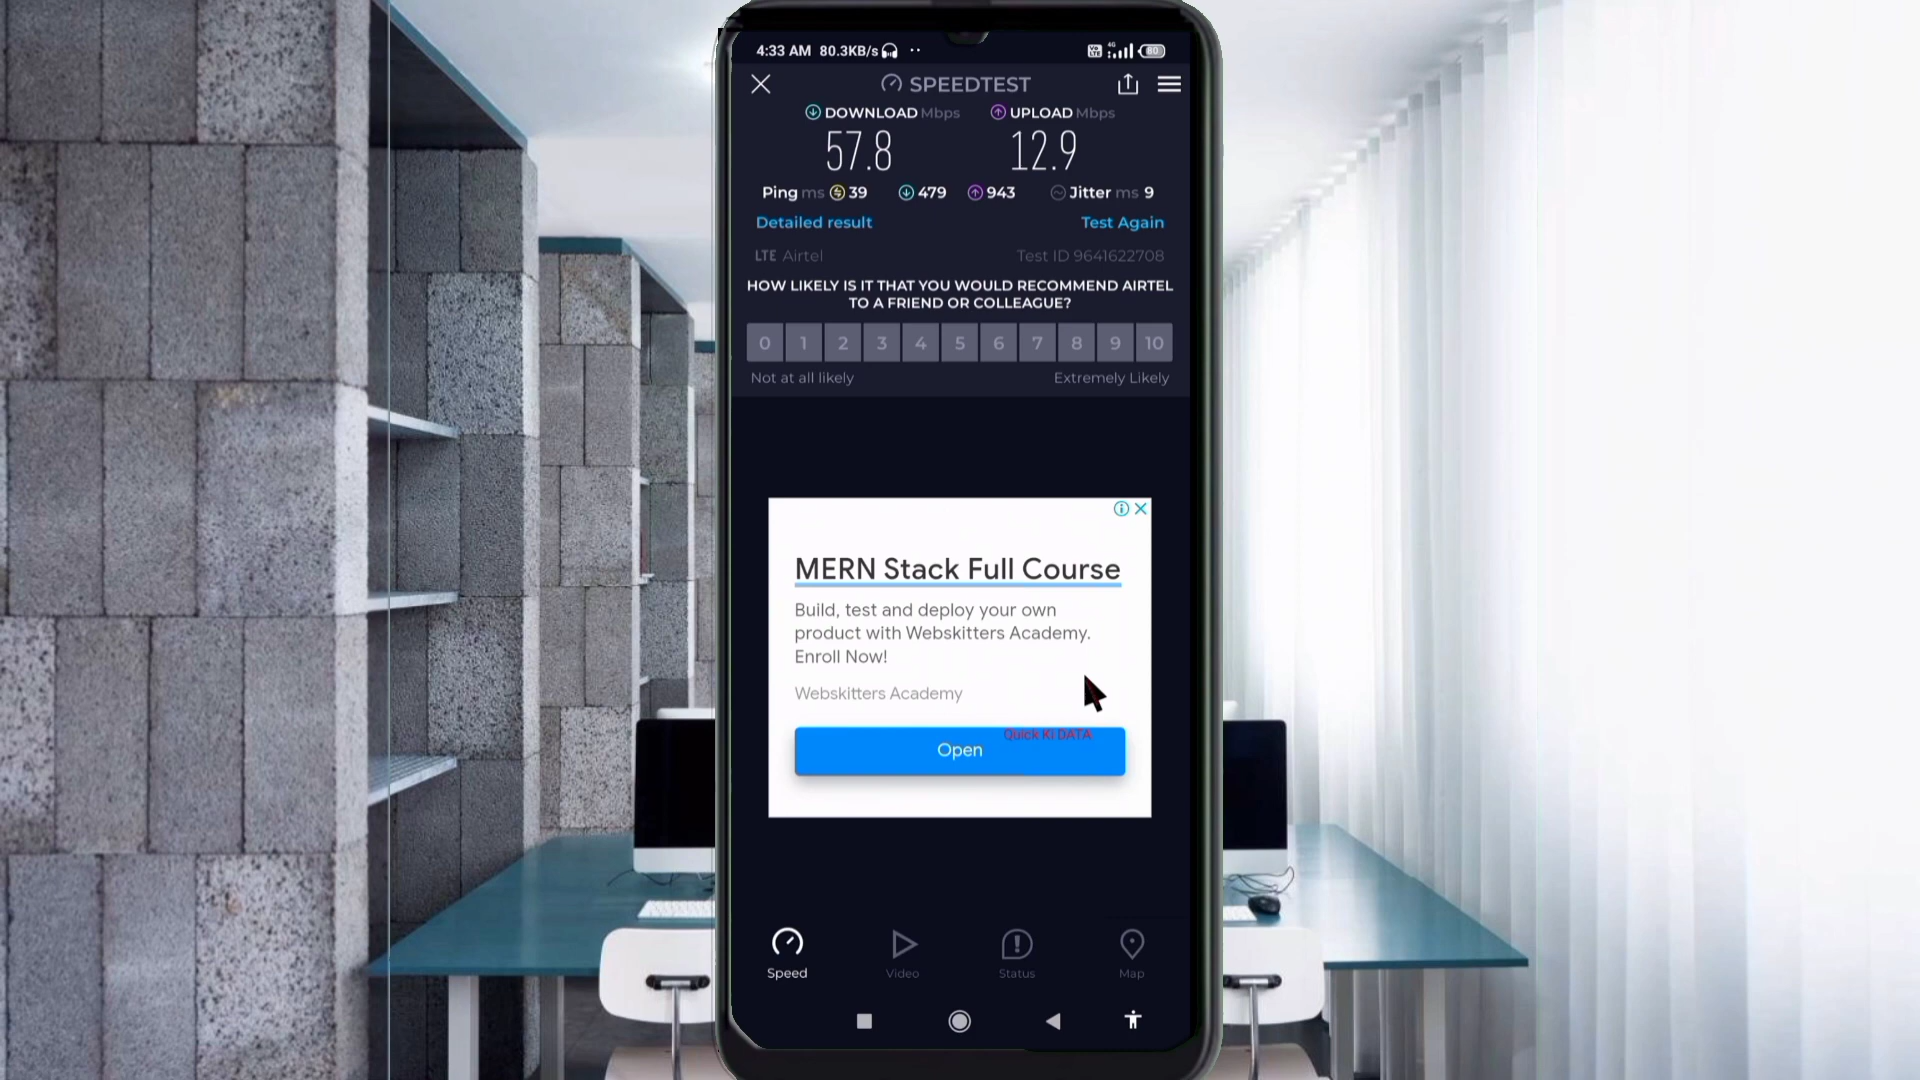 4:33 AM 80.3KB/s
4G 80
SPEEDTEST
DOWNLOAD Mbps UPLOAD Mbps
57.8 12.9
Ping ms 39 479 943 Jitter ms 9
Detailed result Test Again
LTE Airtel Test ID 9641622708
HOW LIKELY IS IT THAT YOU WOULD RECOMMEND AIRTEL
TO A FRIEND OR COLLEAGUE?
0 1 2 3 4 5 6 7 8 9 10
Not at all likely Extremely Likely
MERN Stack Full Course
Build, test and deploy your own
product with Webskitters Academy.
Enroll Now!
Webskitters Academy
Quick Ki DATA
Open
Speed Video Status Map